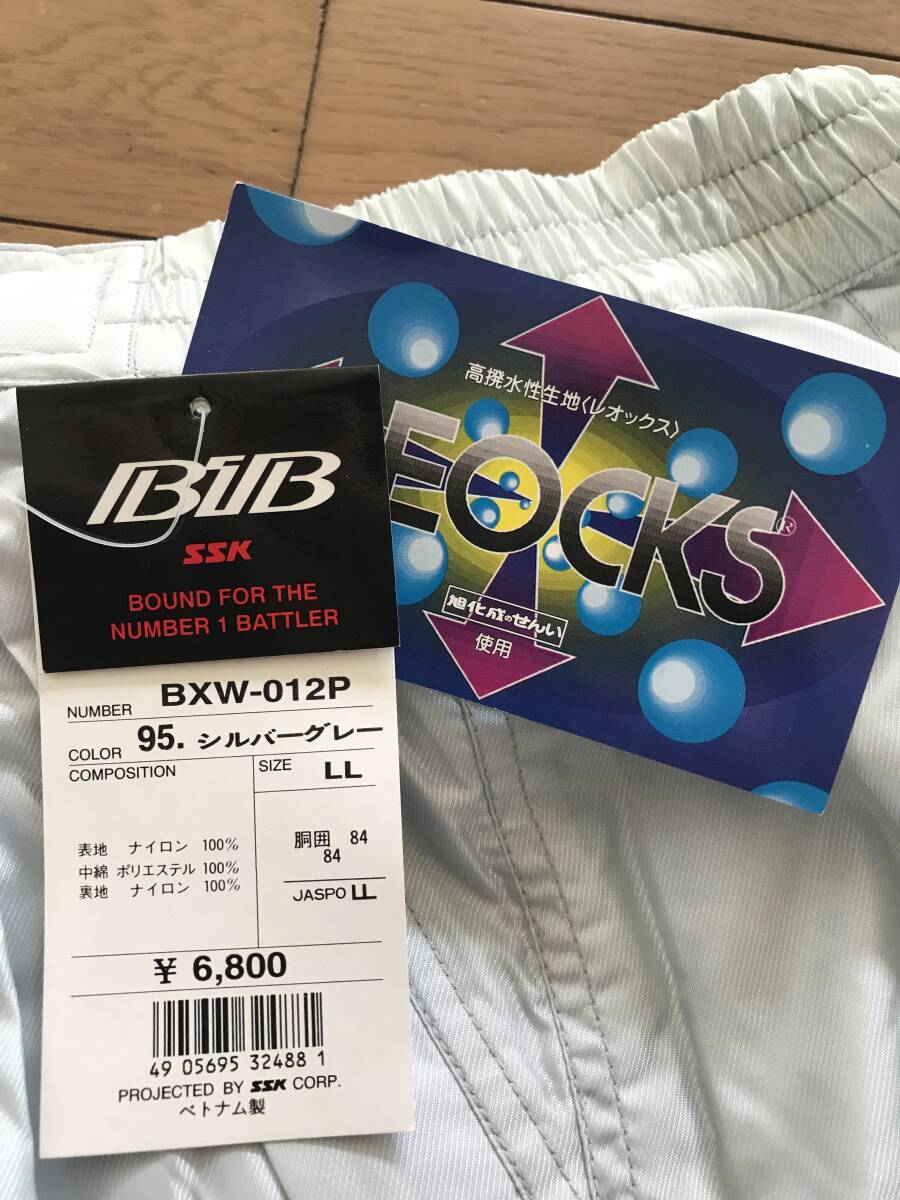 高撥水性生地〈レオックス〉
EOCKS®
旭化成のせんい
使用
BiB
SSK
BOUND FOR THE
NUMBER 1 BATTLER
NUMBER BXW-012P
COLOR 95. シルバーグレー
COMPOSITION
表地 ナイロン 100%
中綿 ポリエステル 100%
裏地 ナイロン 100%
SIZE LL
胴囲 84
84
JASPO LL
¥ 6,800
49 05695 32488 1
PROJECTED BY SSK CORP.
ベトナム製